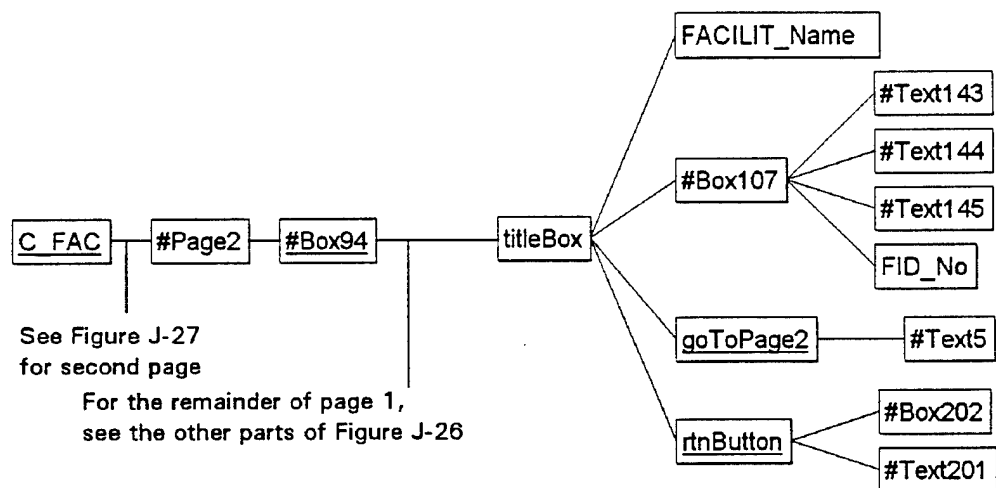 FACILIT_Name
#Text143
#Text144
#Box107
#Text145
C_FAC
#Page2
#Box94
titleBox
FID_No
See Figure J-27
for second page
goToPage2
#Text5
For the remainder of page 1,
see the other parts of Figure J-26
#Box202
rtnButton
#Text201